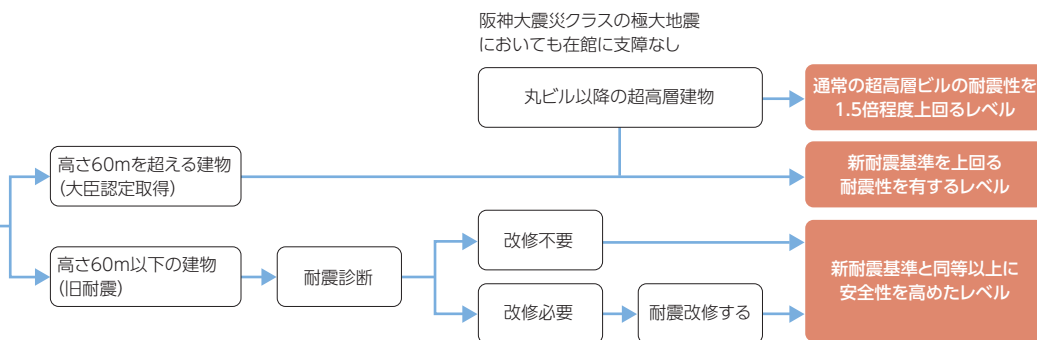 阪神大震災クラスの極大地震
においても在館に支障なし
丸ビル以降の超高層建物
通常の超高層ビルの耐震性を
1.5倍程度上回るレベル
高さ60mを超える建物
(大臣認定取得)
新耐震基準を上回る
耐震性を有するレベル
高さ60m以下の建物
(旧耐震)
耐震診断
改修不要
改修必要
耐震改修する
新耐震基準と同等以上に
安全性を高めたレベル